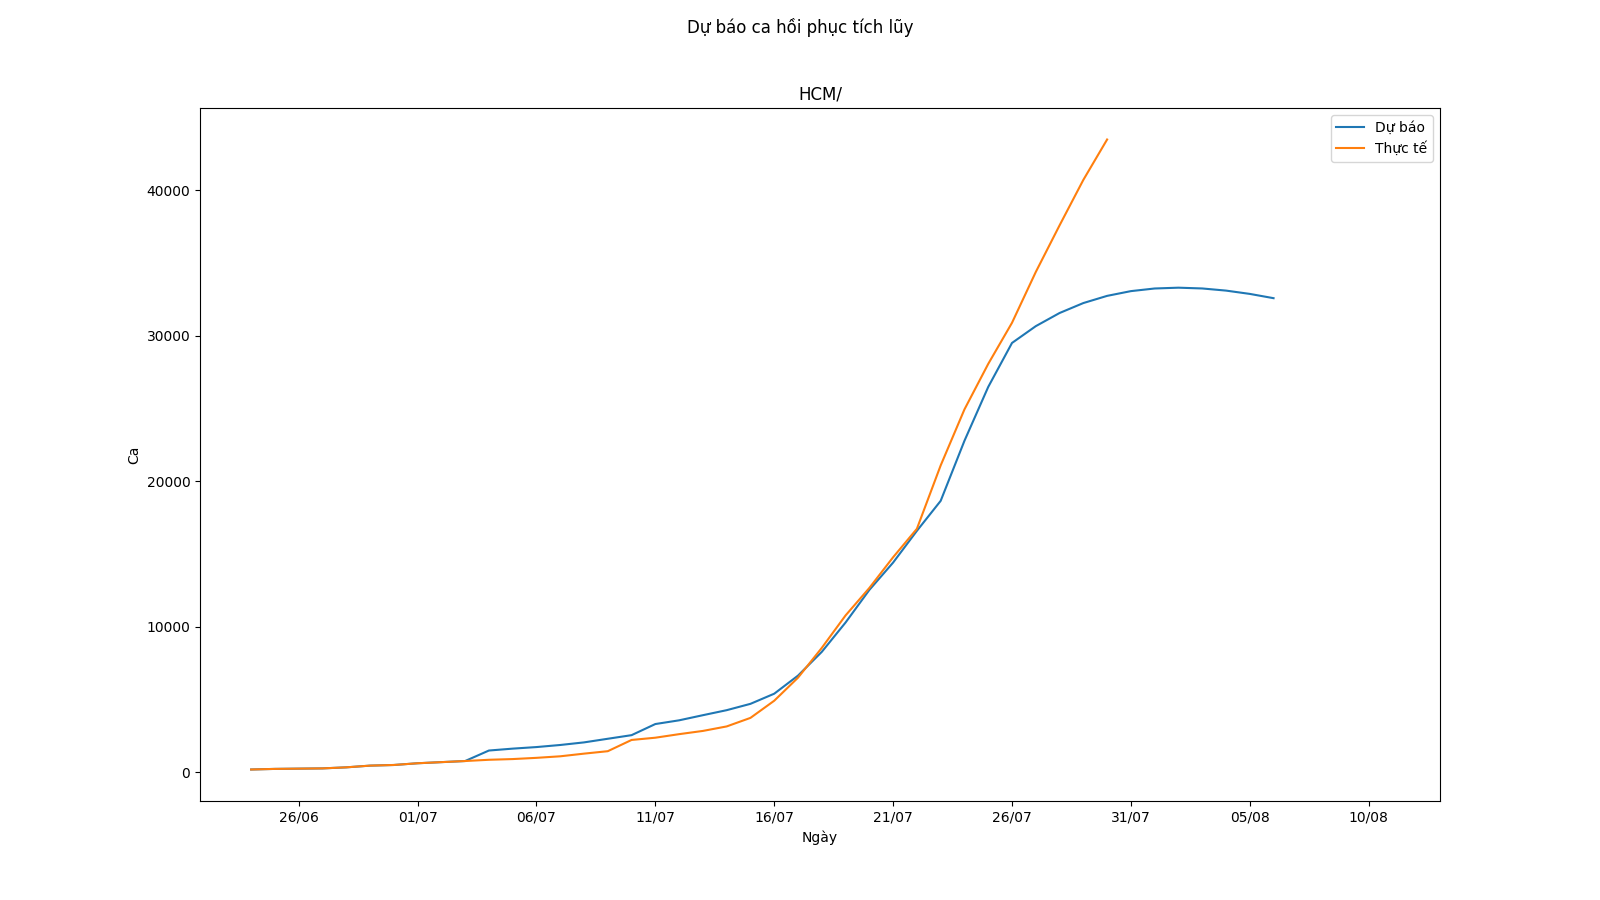 Dự báo ca hồi phục tích lũy
HCM/
Dự báo
Thực tế
40000
30000
20000
10000
0
Ca
26/06
01/07
06/07
11/07
16/07
21/07
26/07
31/07
05/08
10/08
Ngày